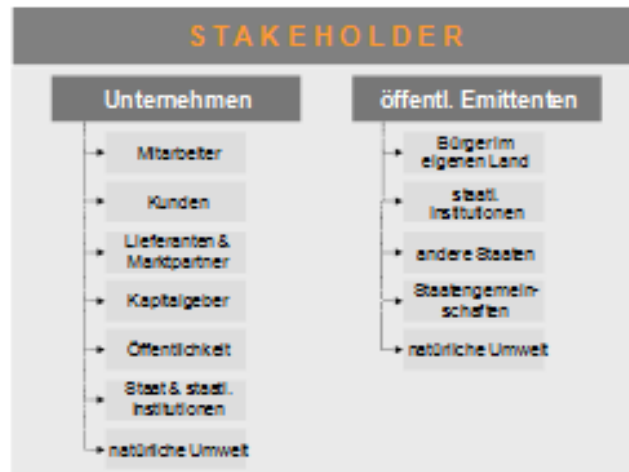 STAKEHOLDER
Unternehmen
Mitarbeiter
Kunden
Lieferanten &
Marktpartner
Kapitalgeber
Öffentlichkeit
Staat & staatl.
Institutionen
natürliche Umwelt
öffentl. Emittenten
Bürger im
eigenen Land
staatl.
Institutionen
andere Staaten
Staatengemein-
schaften
natürliche Umwelt